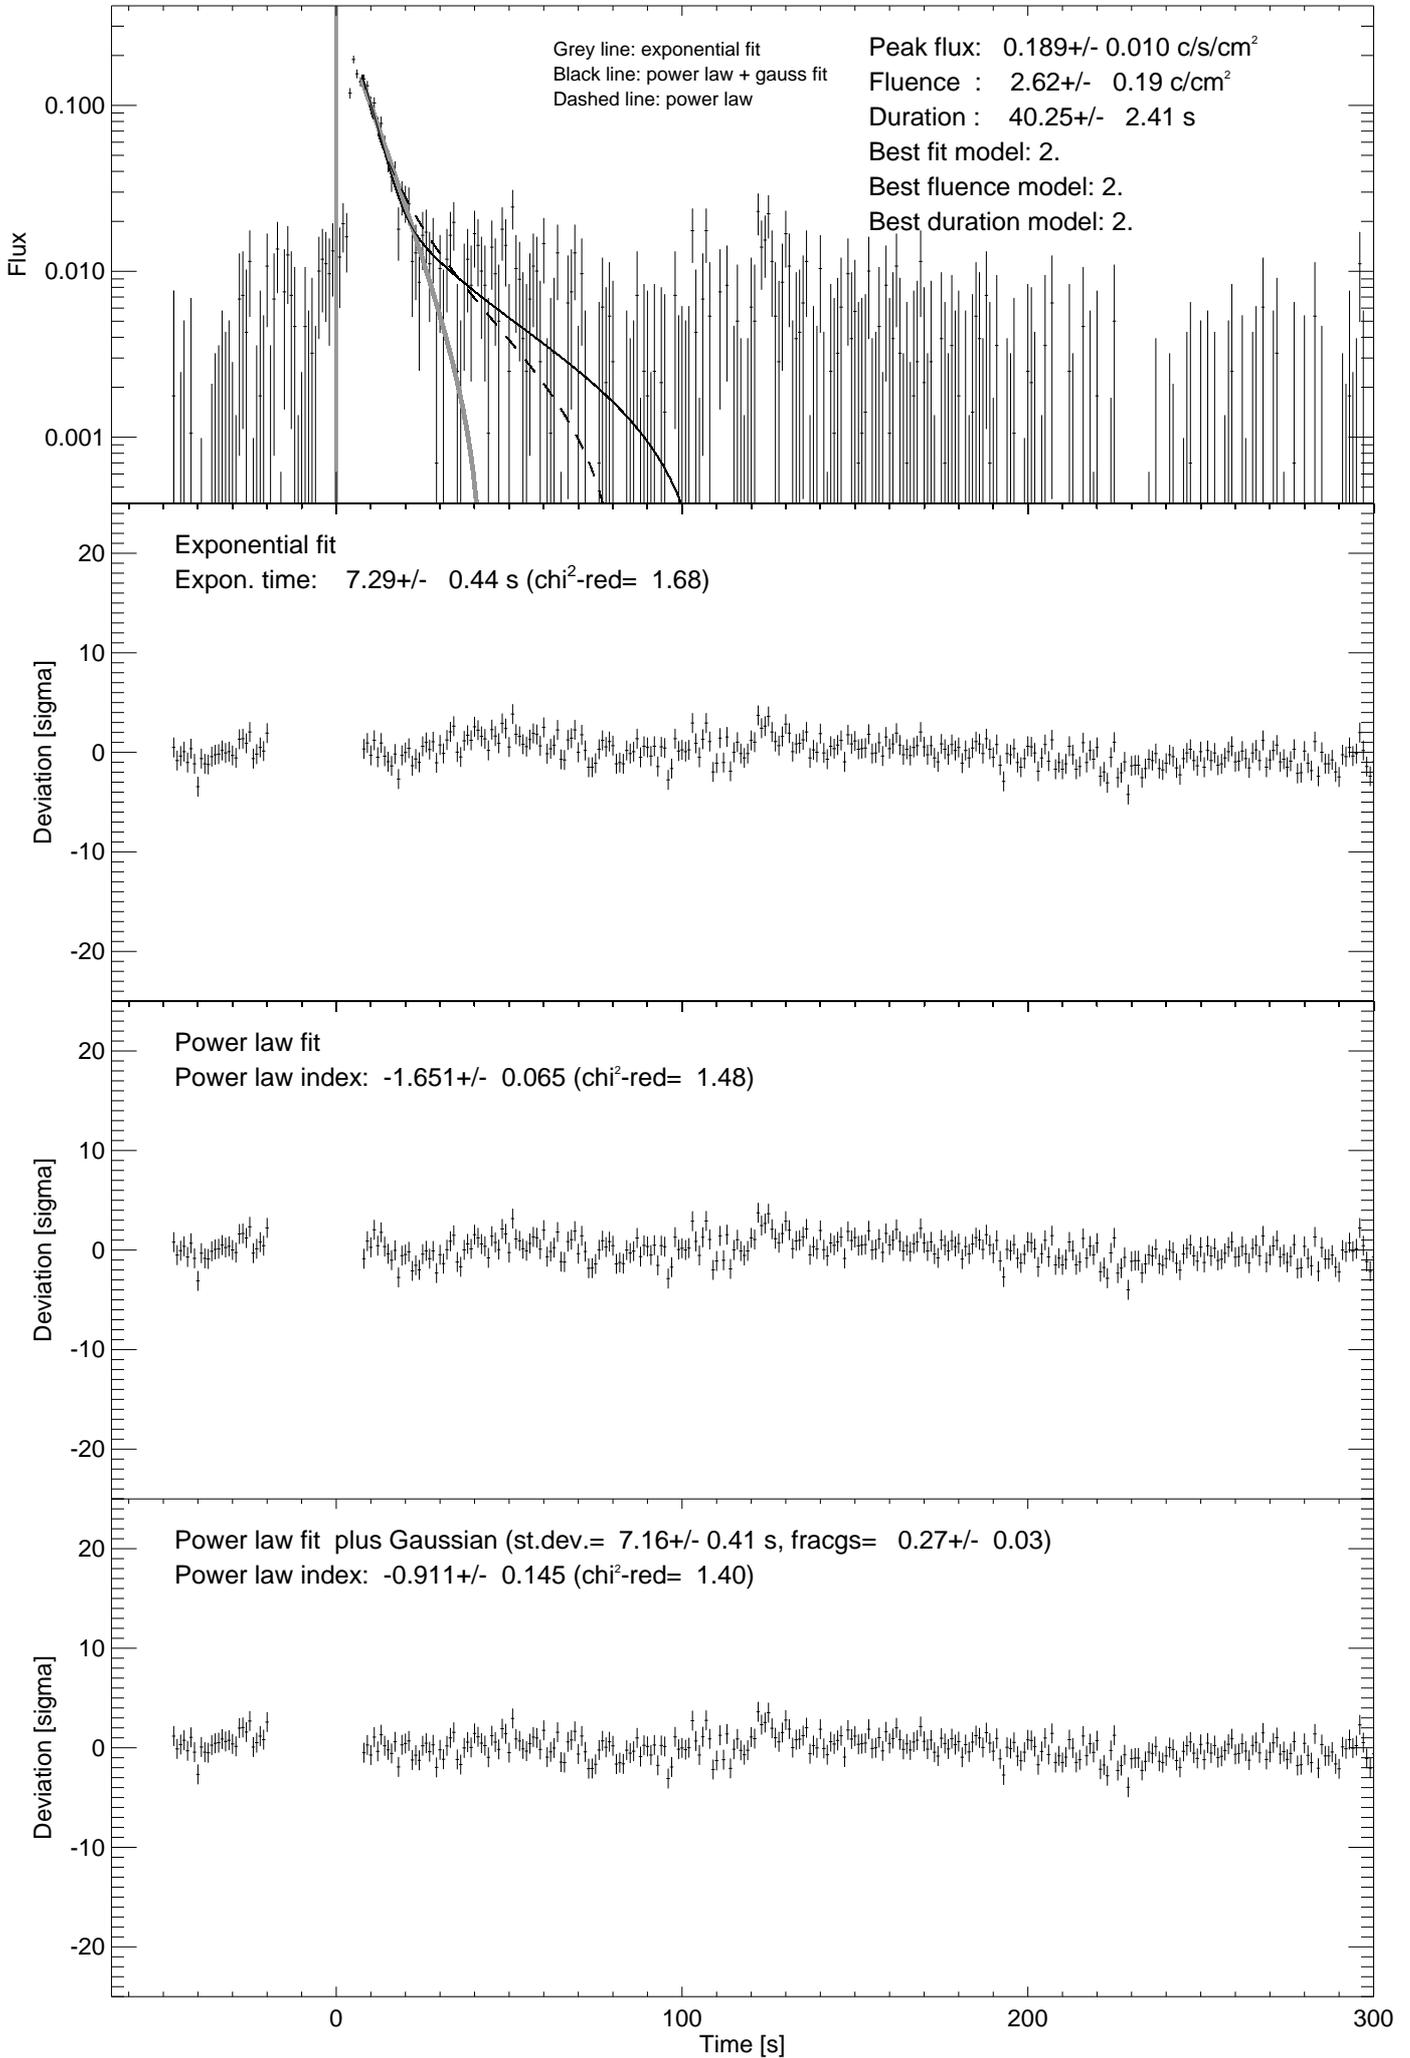 Grey line: exponential fit
Black line: power law + gauss fit
Dashed line: power law
Peak flux: 0.189+/- 0.010 c/s/cm²
Fluence : 2.62+/- 0.19 c/cm²
Duration : 40.25+/- 2.41 s
Best fit model: 2.
Best fluence model: 2.
Best duration model: 2.
0.100
0.010
0.001
Flux
Exponential fit
Expon. time: 7.29+/- 0.44 s (chi²-red= 1.68)
20
10
0
-10
-20
Deviation [sigma]
Power law fit
Power law index: -1.651+/- 0.065 (chi²-red= 1.48)
20
10
0
-10
-20
Deviation [sigma]
Power law fit plus Gaussian (st.dev.= 7.16+/- 0.41 s, fracgs= 0.27+/- 0.03)
Power law index: -0.911+/- 0.145 (chi²-red= 1.40)
20
10
0
-10
-20
Deviation [sigma]
0 100 200 300
Time [s]